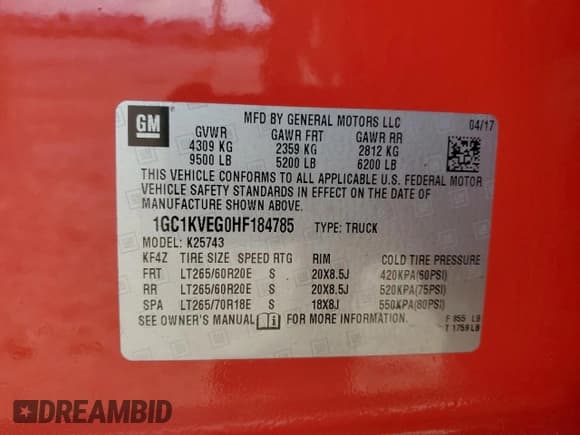 GM
MFD BY GENERAL MOTORS LLC 04/17
GVWR GAWR FRT GAWR RR
4309 KG 2359 KG 2812 KG
9500 LB 5200 LB 6200 LB
THIS VEHICLE CONFORMS TO ALL APPLICABLE U.S. FEDERAL MOTOR
VEHICLE SAFETY STANDARDS IN EFFECT ON THE DATE OF
MANUFACTURE SHOWN ABOVE.
1GC1KVEG0HF184785 TYPE: TRUCK
MODEL: K25743
KF4Z TIRE SIZE SPEED RTG RIM COLD TIRE PRESSURE
FRT LT265/60R20E S 20X8.5J 420KPA(60PSI)
RR LT265/60R20E S 20X8.5J 520KPA(75PSI)
SPA LT265/70R18E S 18X8J 550KPA(80PSI)
SEE OWNER'S MANUAL FOR MORE INFORMATION. F 855 LB
T 1759 LB
DREAMBID